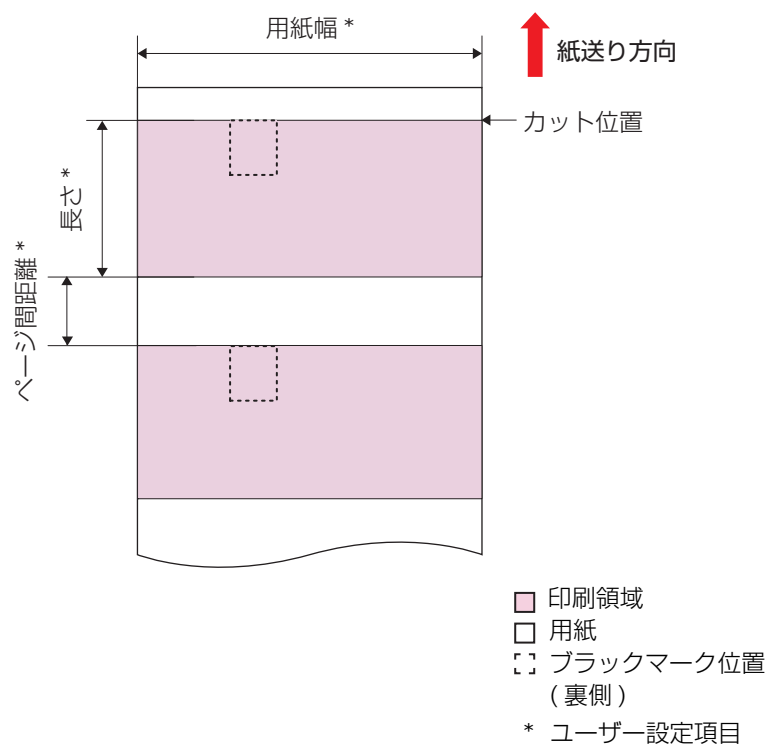 用紙幅 *
紙送り方向
カット位置
長さ *
ページ間距離 *
印刷領域
用紙
ブラックマーク位置
( 裏側 )
* ユーザー設定項目